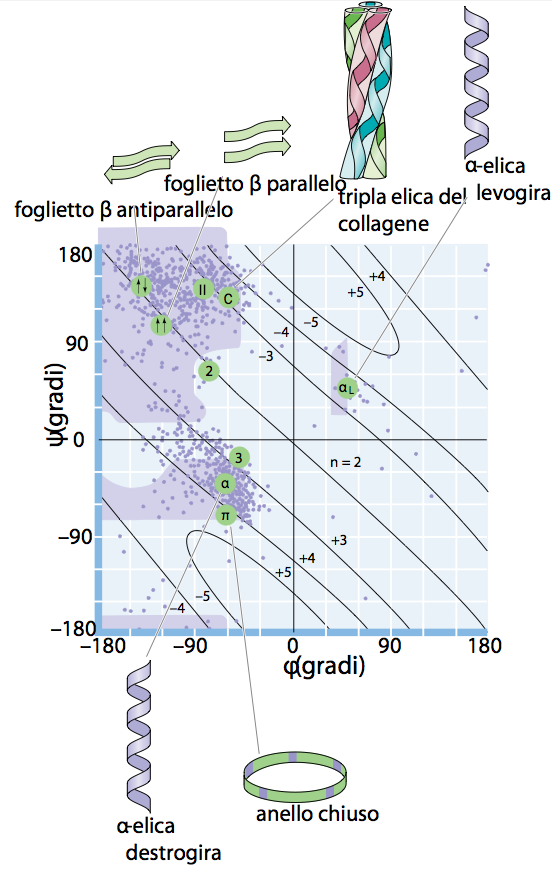 α-elica
levogira
foglietto β parallelo
tripla elica del
collagene
foglietto β antiparallelo
180
+4
+5
II
C
-5
-4
90
-3
2
αL
ψ(gradi)
0
3
n = 2
α
π
-90
+3
+4
+5
-5
-4
-180
-180
-90
0
90
180
φ(gradi)
anello chiuso
α-elica
destrogira